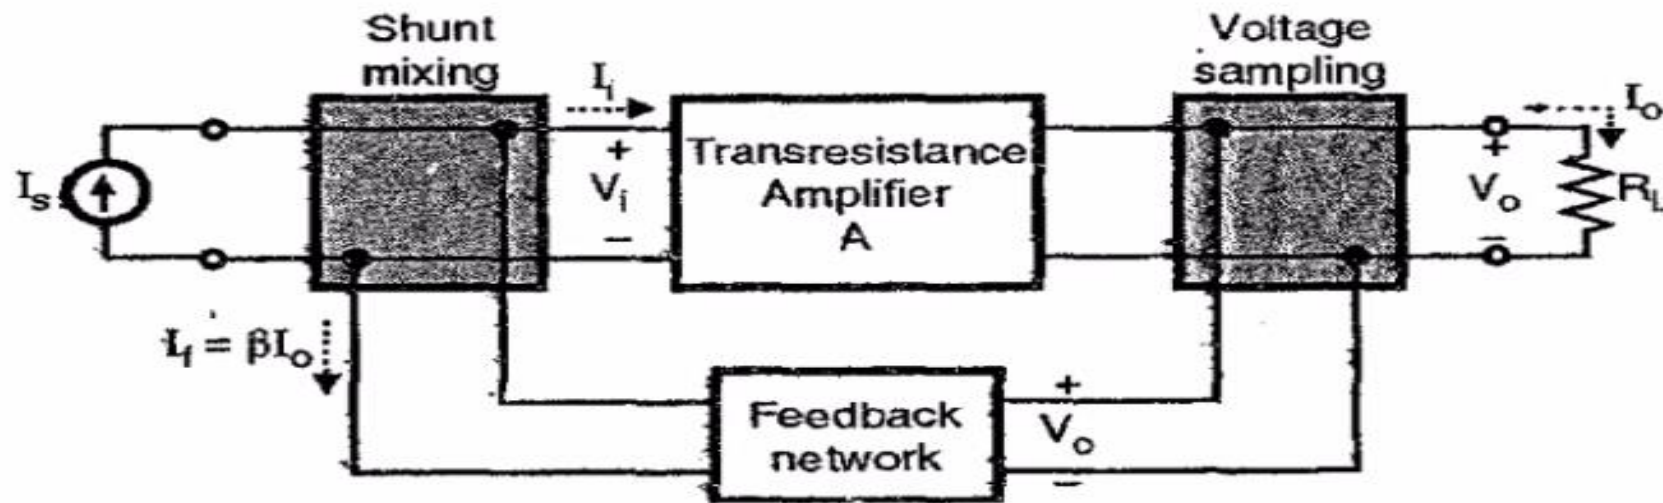 Shunt
mixing
Voltage
sampling
I_i
I_o
I_s
+
V_i
−
Transresistance
Amplifier
A
+
V_o
−
R_L
I_f = βI_o
Feedback
network
+
V_o
−